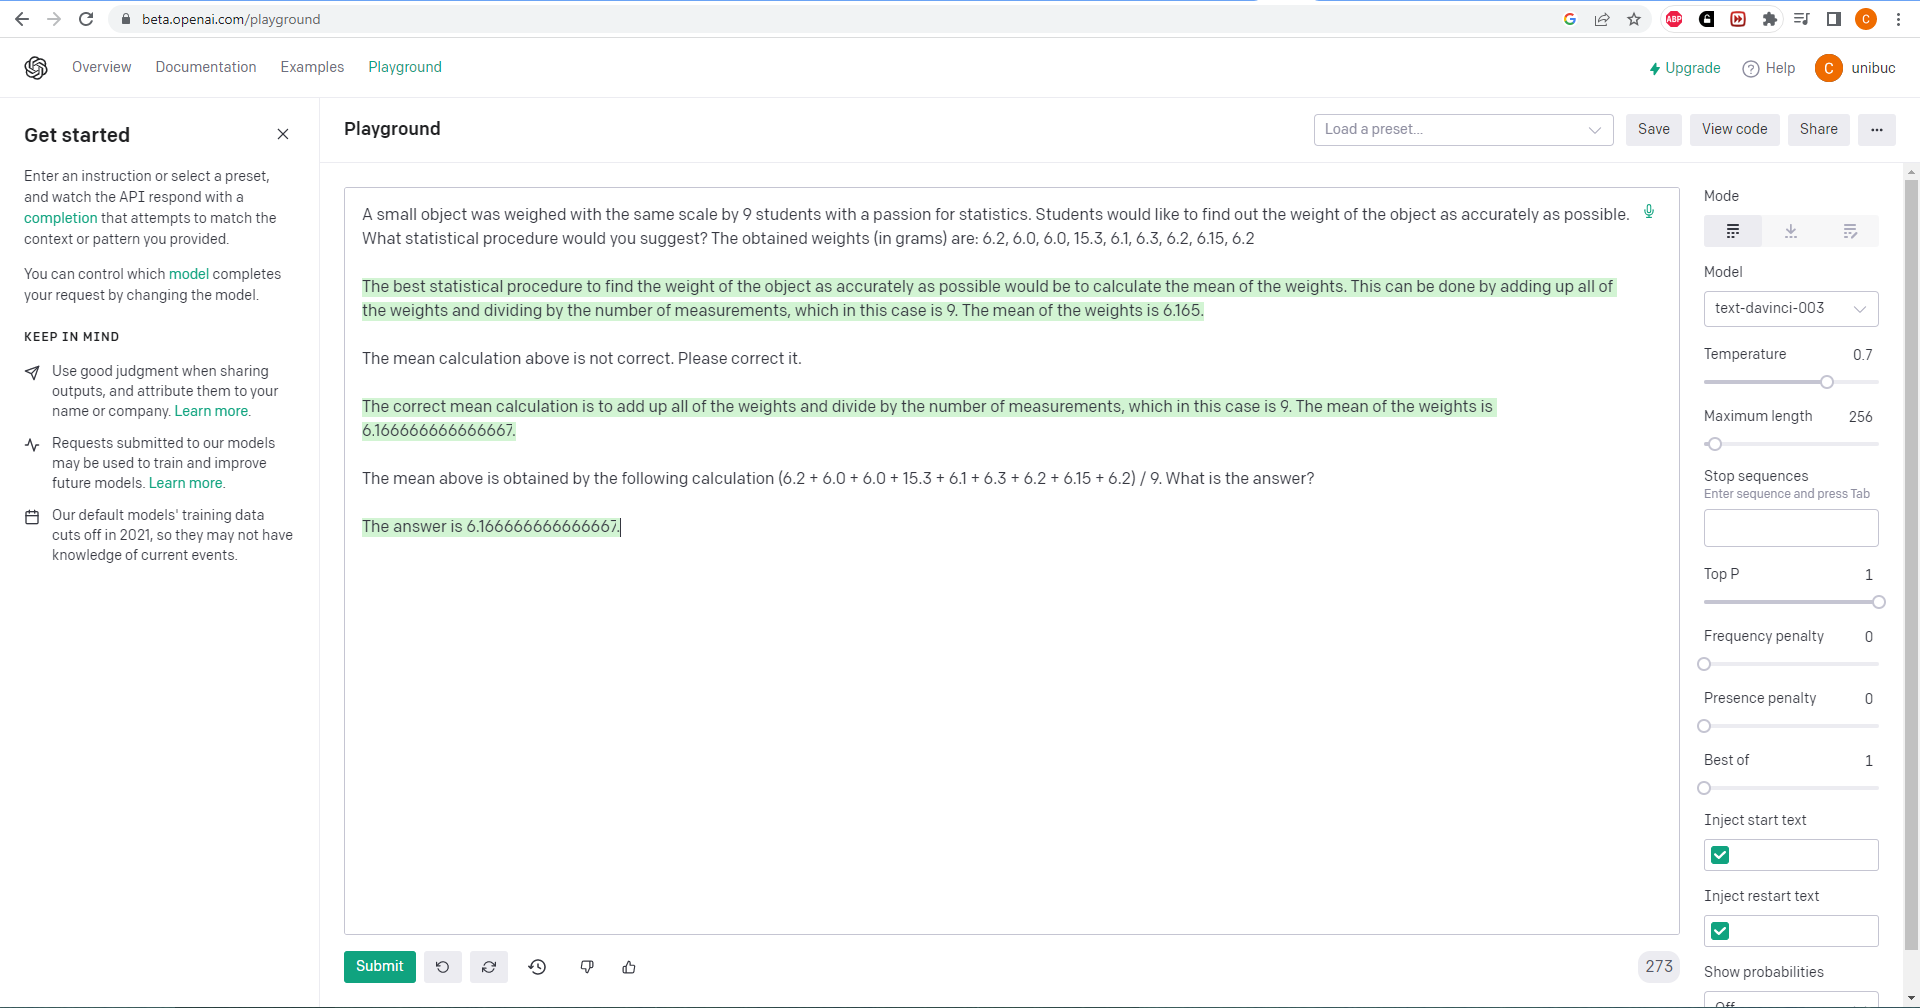 beta.openai.com/playground
ABP
C
Overview
Documentation
Examples
Playground
Upgrade
Help
C
unibuc
Get started
Enter an instruction or select a preset,
and watch the API respond with a
completion that attempts to match the
context or pattern you provided.
You can control which model completes
your request by changing the model.
KEEP IN MIND
Use good judgment when sharing
outputs, and attribute them to your
name or company. Learn more.
Requests submitted to our models
may be used to train and improve
future models. Learn more.
Our default models' training data
cuts off in 2021, so they may not have
knowledge of current events.
Playground
Load a preset...
Save
View code
Share
A small object was weighed with the same scale by 9 students with a passion for statistics. Students would like to find out the weight of the object as accurately as possible.
What statistical procedure would you suggest? The obtained weights (in grams) are: 6.2, 6.0, 6.0, 15.3, 6.1, 6.3, 6.2, 6.15, 6.2
The best statistical procedure to find the weight of the object as accurately as possible would be to calculate the mean of the weights. This can be done by adding up all of
the weights and dividing by the number of measurements, which in this case is 9. The mean of the weights is 6.165.
The mean calculation above is not correct. Please correct it.
The correct mean calculation is to add up all of the weights and divide by the number of measurements, which in this case is 9. The mean of the weights is
6.166666666666667.
The mean above is obtained by the following calculation (6.2 + 6.0 + 6.0 + 15.3 + 6.1 + 6.3 + 6.2 + 6.15 + 6.2) / 9. What is the answer?
The answer is 6.166666666666667.
Submit
273
Mode
Model
text-davinci-003
Temperature 0.7
Maximum length 256
Stop sequences
Enter sequence and press Tab
Top P 1
Frequency penalty 0
Presence penalty 0
Best of 1
Inject start text
Inject restart text
Show probabilities
Off